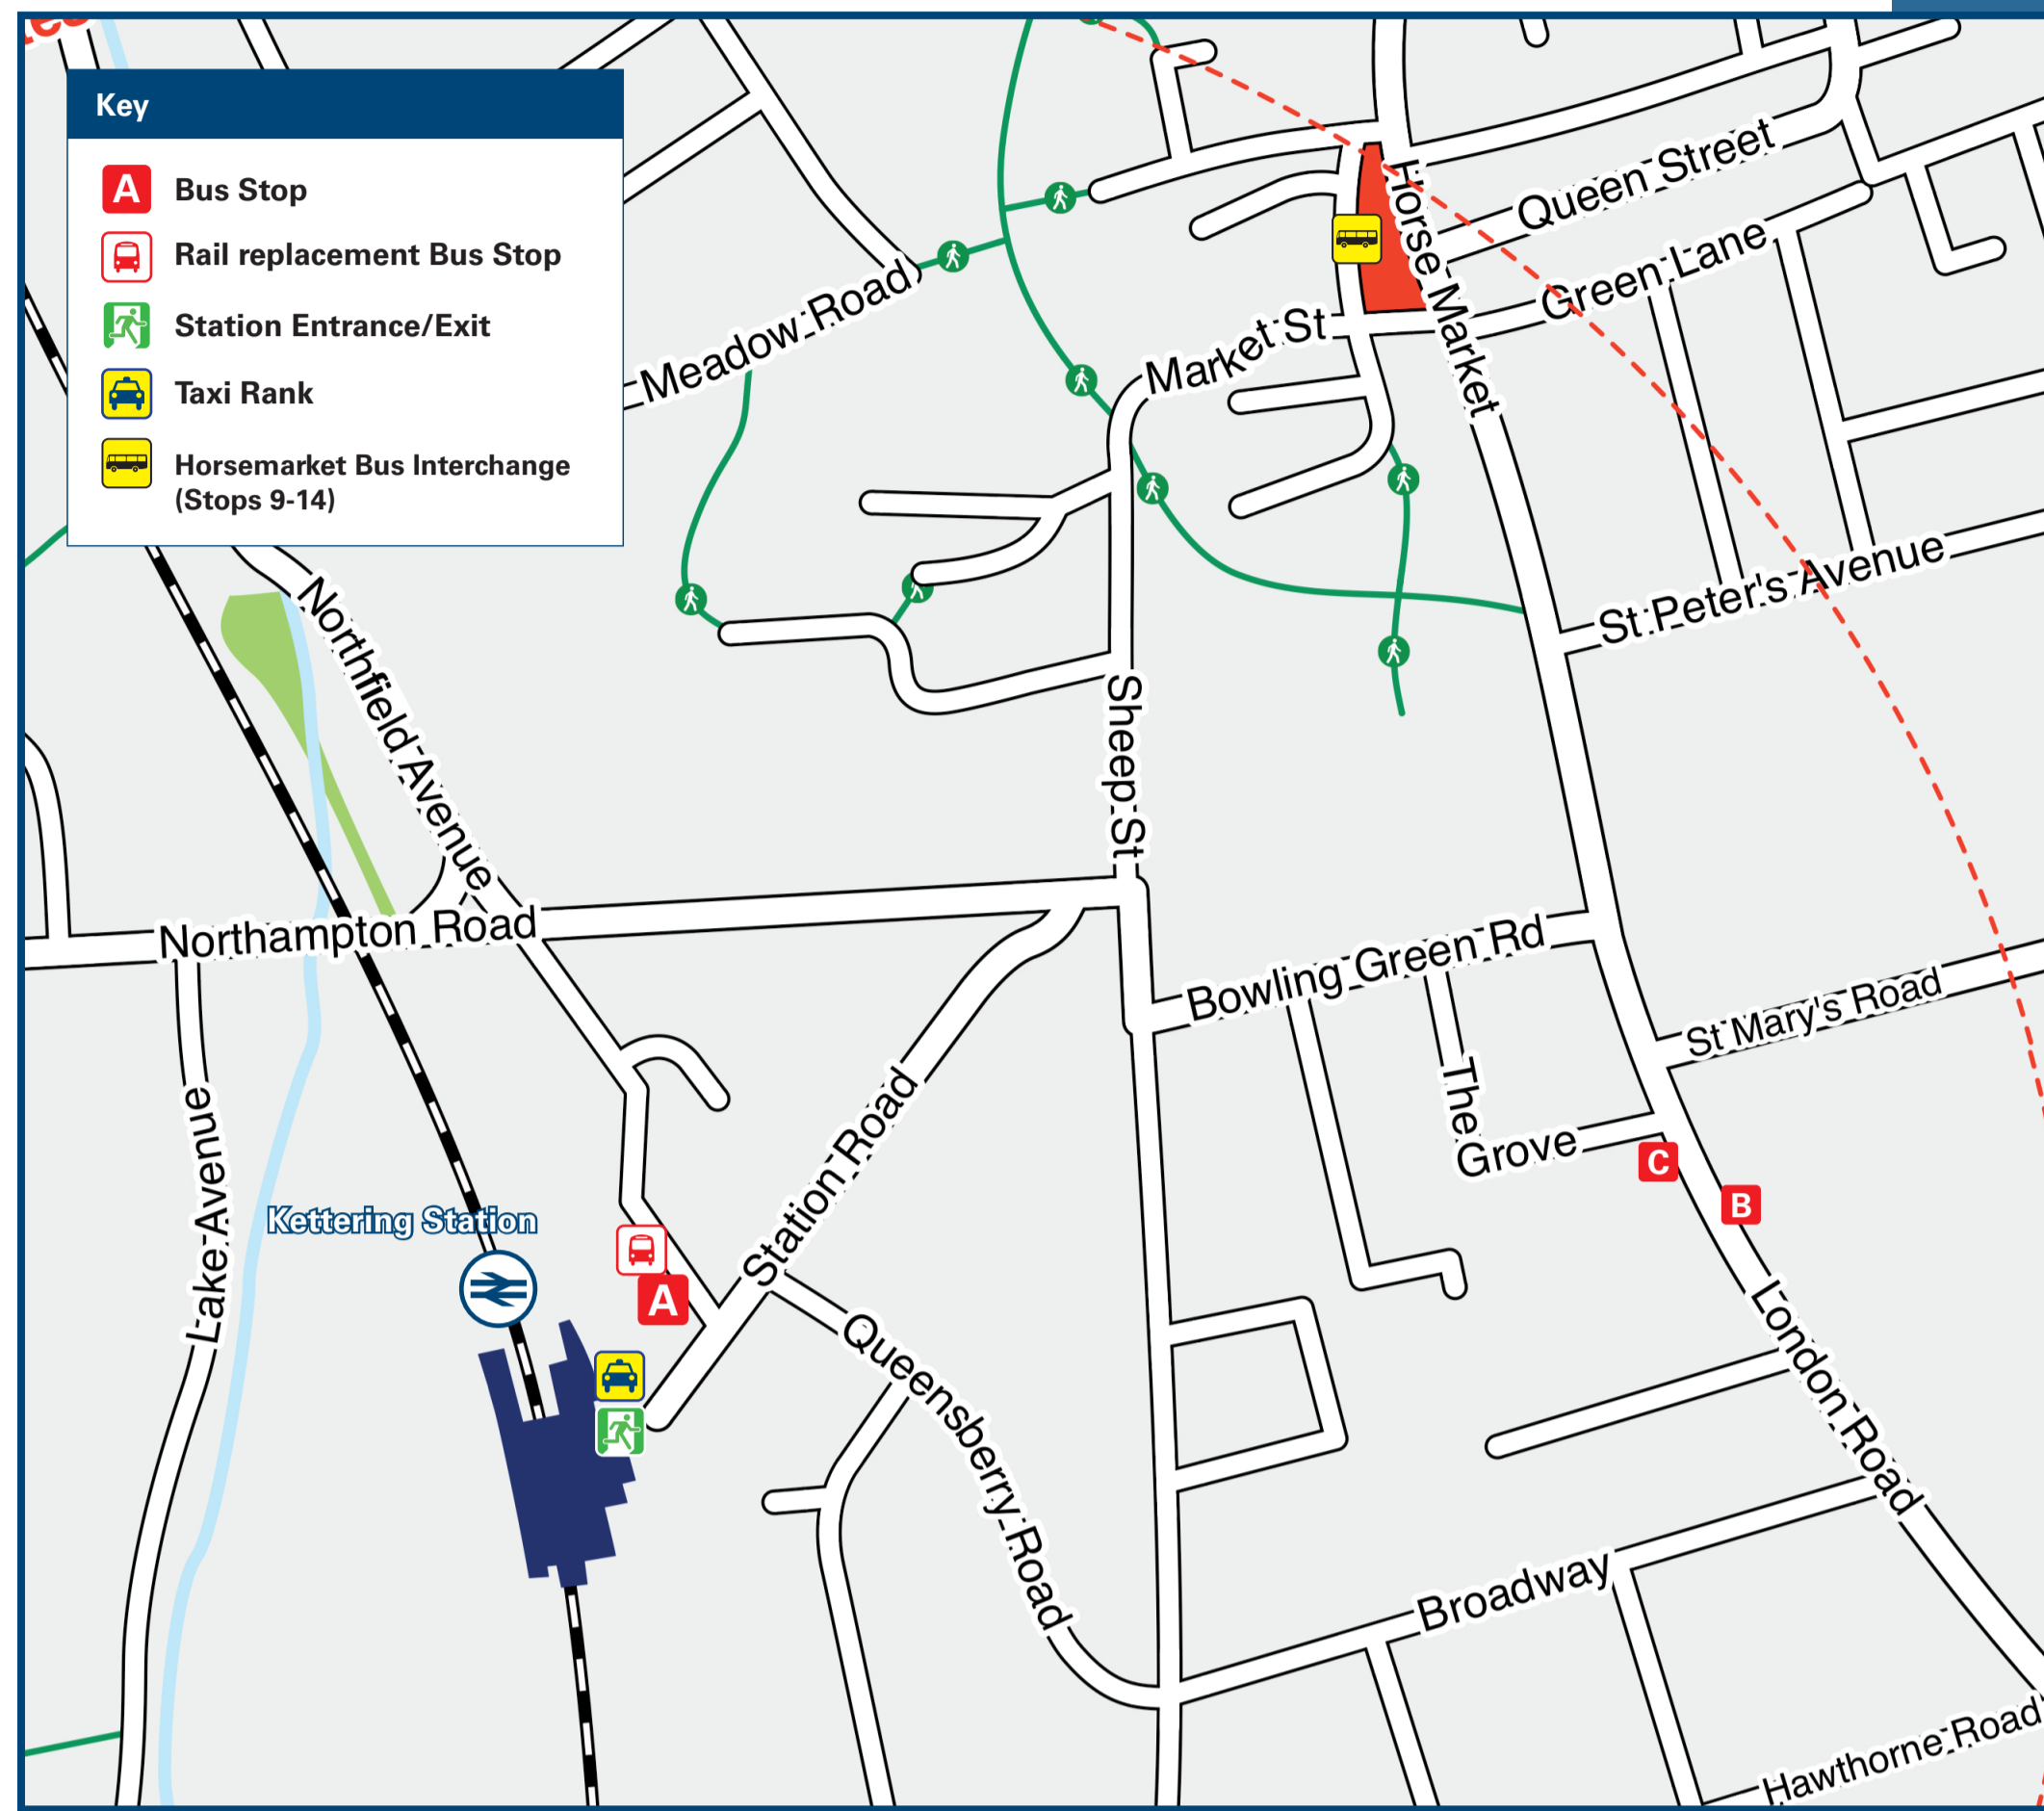 Key
A Bus Stop
Rail replacement Bus Stop
Station Entrance/Exit
Taxi Rank
Horsemarket Bus Interchange
(Stops 9-14)
Horse Market
Queen Street
Green Lane
Meadow Road
Market St
St Peter's Avenue
Northfield Avenue
Sheep St
Northampton Road
Bowling Green Rd
St Mary's Road
The
Grove
Station Road
Lake Avenue
C
B
Kettering Station
A
London Road
Queensberry Road
Broadway
Hawthorne Road